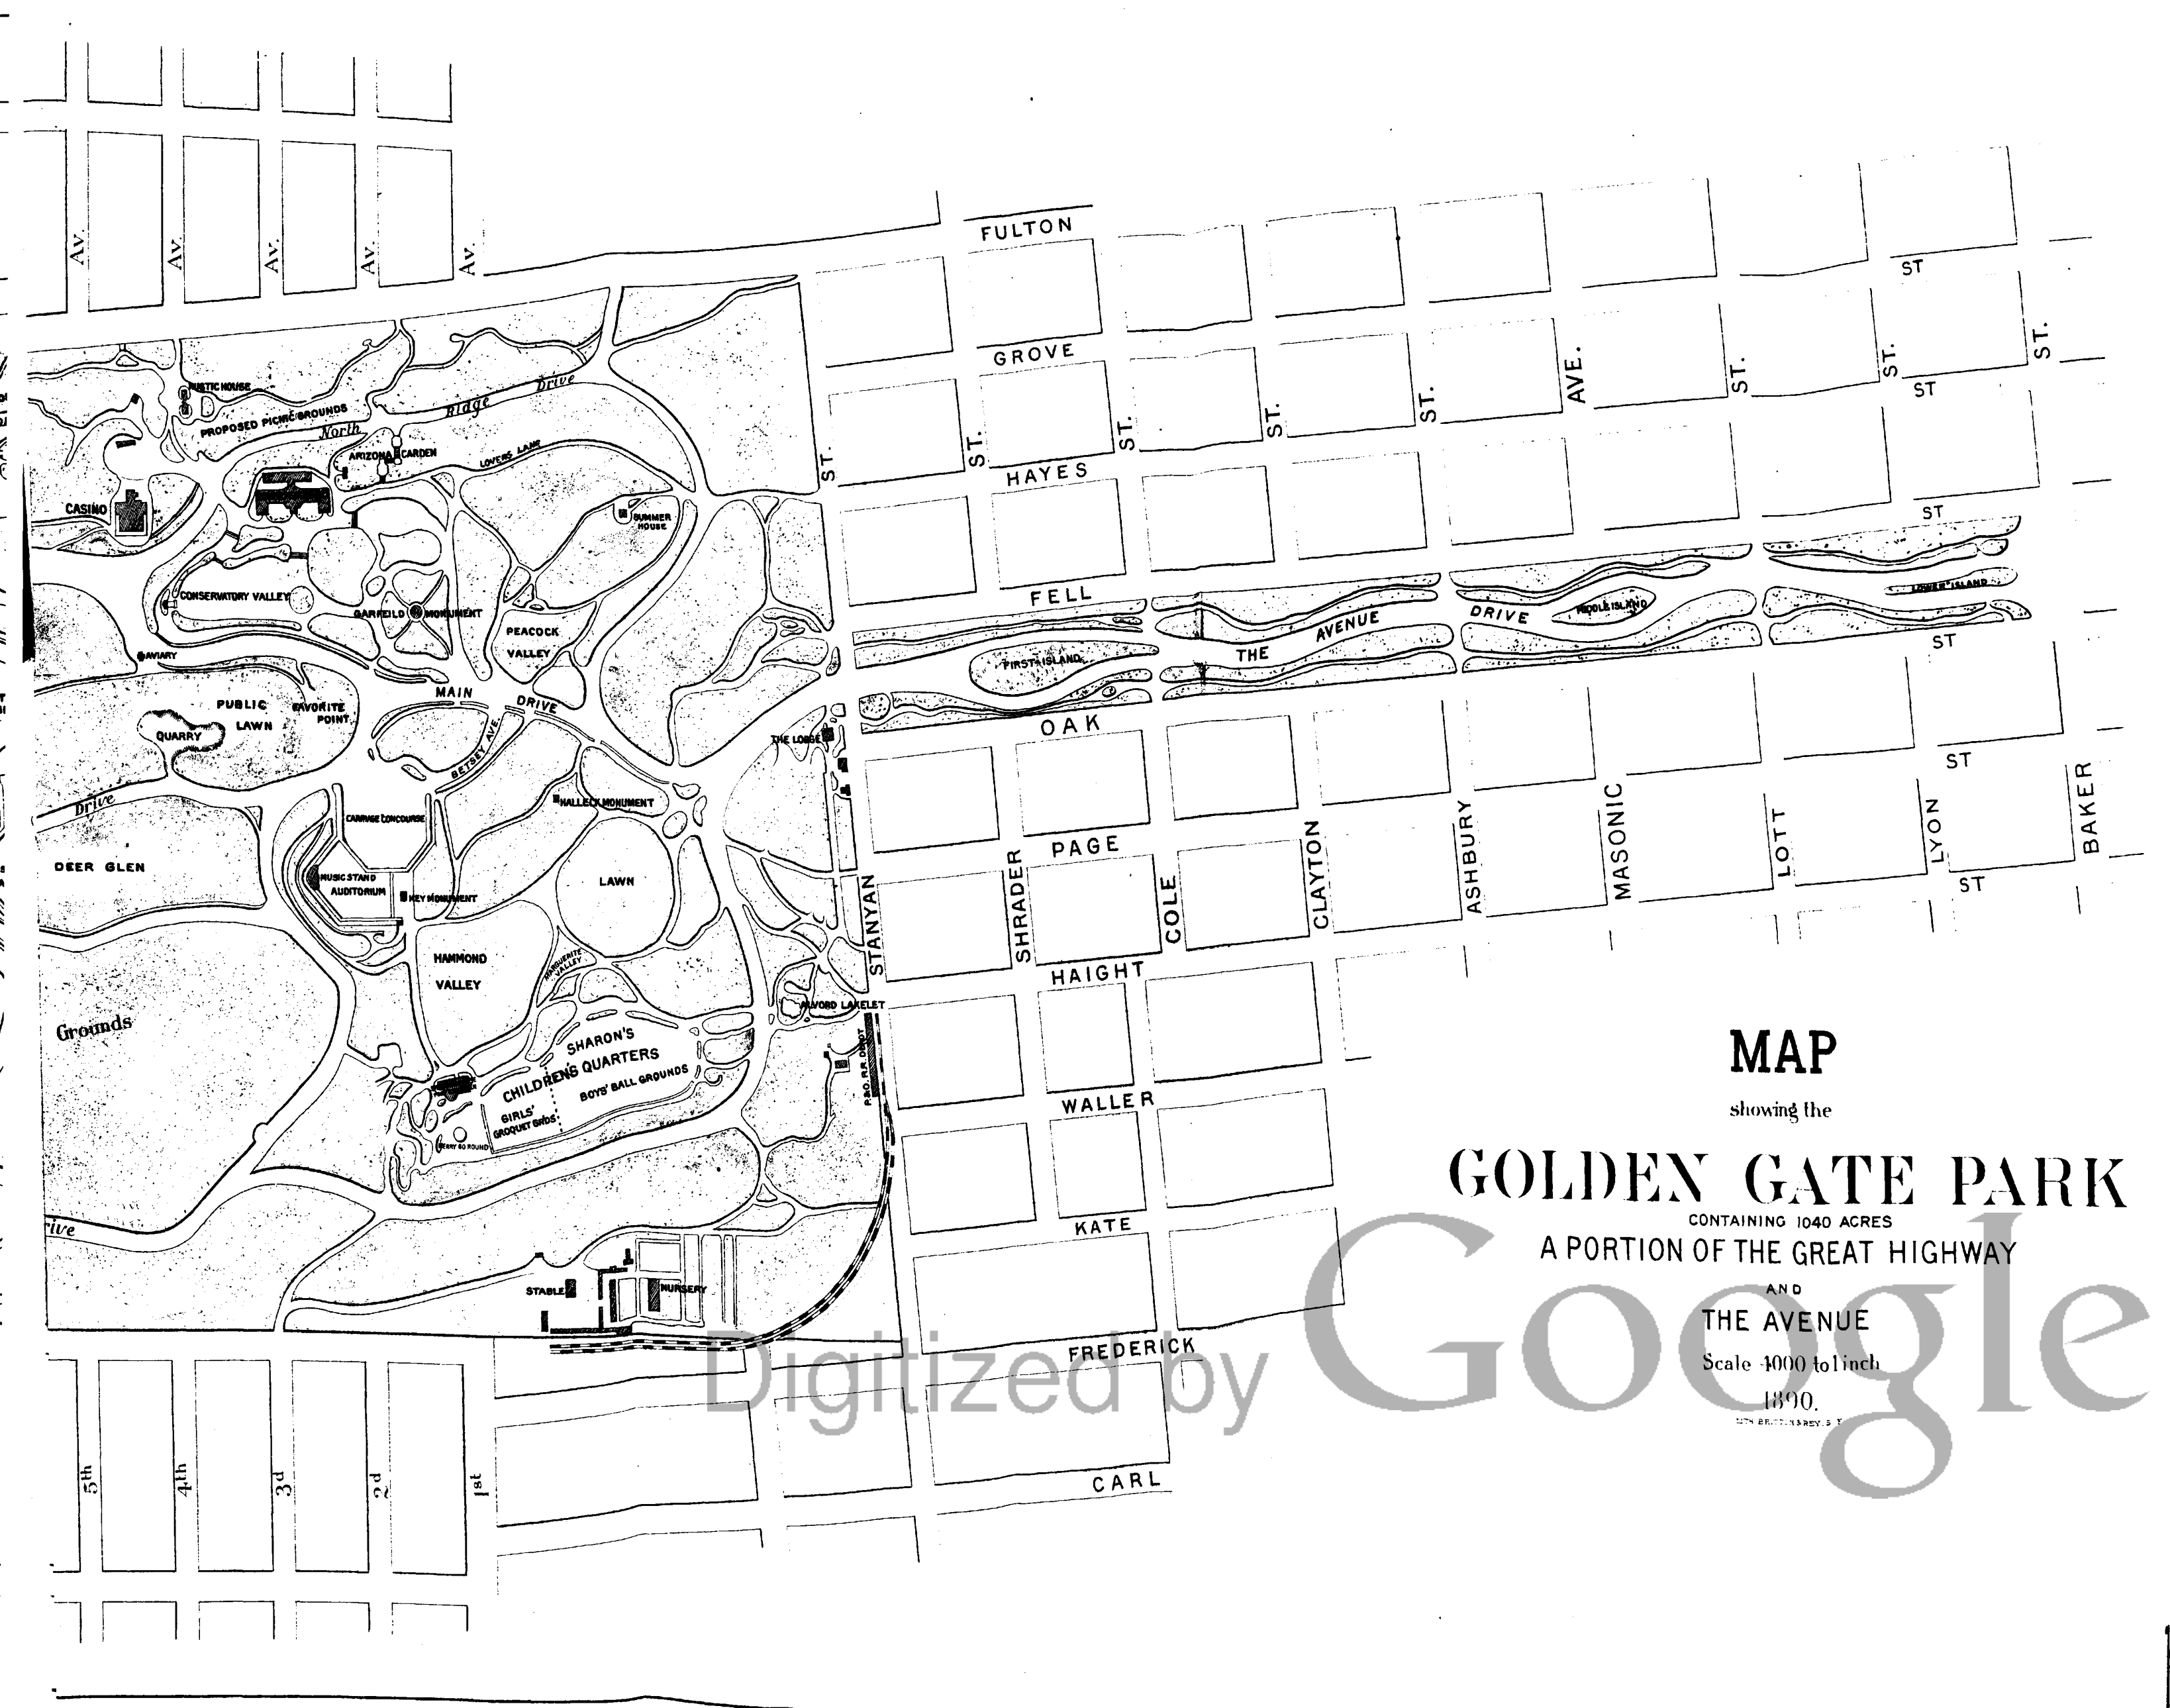 Av.
Av.
Av.
Av.
Av.
FULTON
ST
GROVE
ST
HAYES
ST
FELL
ST
OAK
ST
PAGE
ST
HAIGHT
WALLER
KATE
FREDERICK
CARL
ST.
ST.
ST.
ST.
ST.
AVE.
ST.
ST.
ST.
STANYAN
SHRADER
COLE
CLAYTON
ASHBURY
MASONIC
LOTT
LYON
BAKER
RUSTIC HOUSE
PROPOSED PICNIC GROUNDS
North Ridge Drive
ARIZONA GARDEN
LOVERS LANE
CASINO
SUMMER
HOUSE
CONSERVATORY VALLEY
GARFEILD MONUMENT
PEACOCK
VALLEY
AVIARY
MAIN DRIVE
PUBLIC
LAWN
FAVORITE
POINT
QUARRY
BETSEY AVE.
THE LODGE
FIRST ISLAND
THE AVENUE DRIVE
MIDDLE ISLAND
LOWER ISLAND
Drive
HALLECK MONUMENT
CARRIAGE CONCOURSE
DEER GLEN
MUSIC STAND
AUDITORIUM
KEY MONUMENT
LAWN
HAMMOND
VALLEY
MARGUERITE
VALLEY
ALVORD LAKELET
Grounds
SHARON'S
CHILDREN'S QUARTERS
BOYS' BALL GROUNDS
GIRLS'
CROQUET GRDS.
MERRY GO ROUND
P.&O. R.R. DEPOT
rive
STABLE
NURSERY
5th
4th
3d
2d
1st
MAP
showing the
GOLDEN GATE PARK
CONTAINING 1040 ACRES
A PORTION OF THE GREAT HIGHWAY
AND
THE AVENUE
Scale 1000 to 1 inch
1890.
Digitized by Google